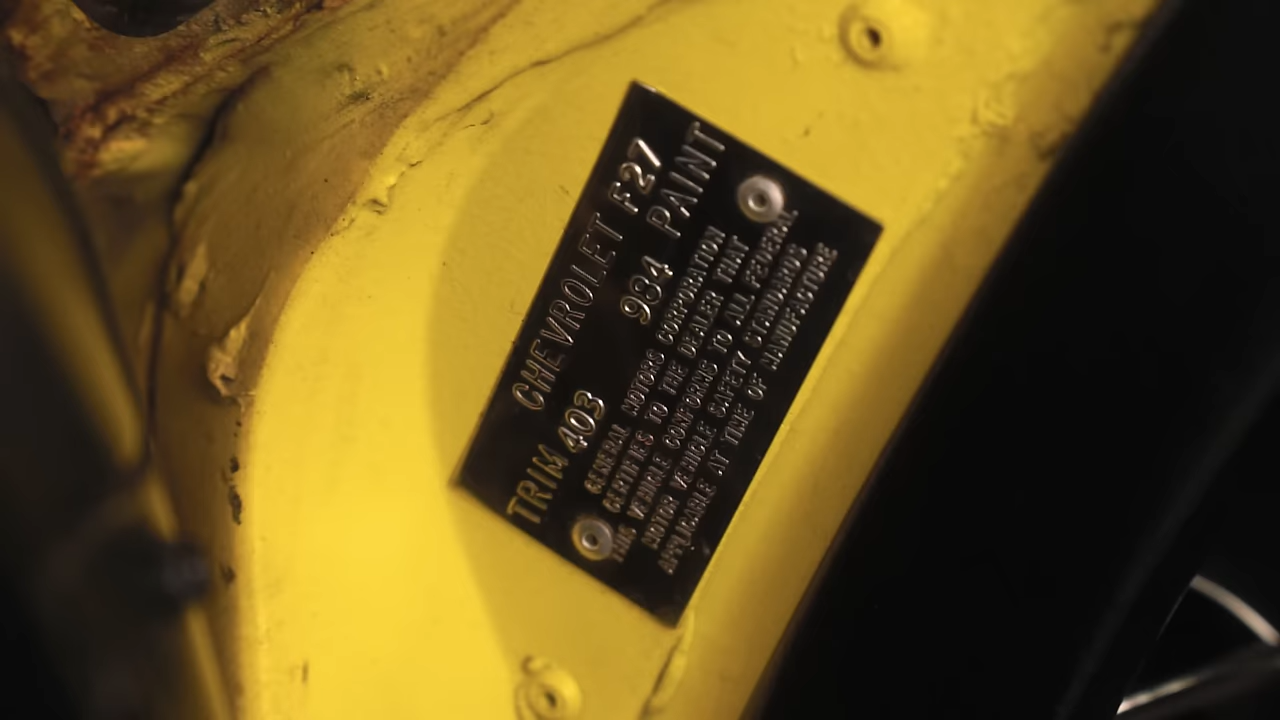 CHEVROLET F27
TRIM 403 984 PAINT
GENERAL MOTORS CORPORATION
CERTIFIES TO THE DEALER THAT
THIS VEHICLE CONFORMS TO ALL FEDERAL
MOTOR VEHICLE SAFETY STANDARDS
APPLICABLE AT TIME OF MANUFACTURE